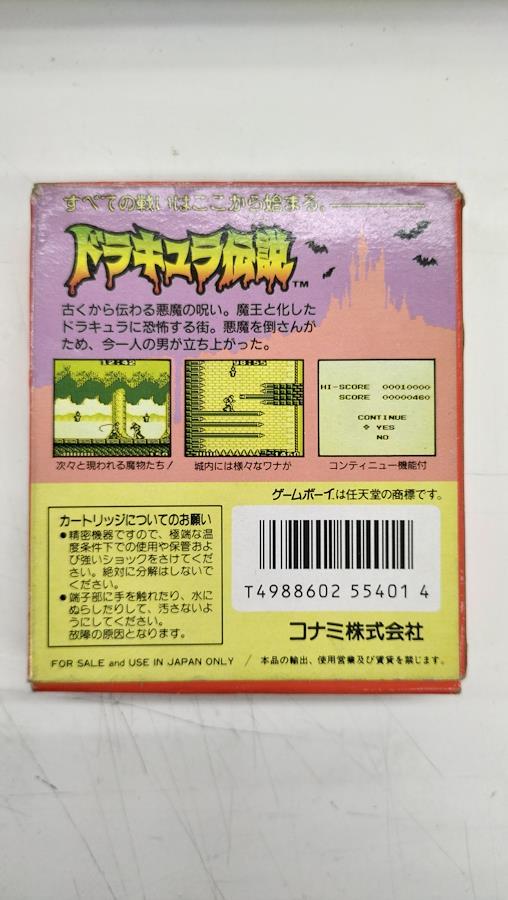 すべての戦いはここから始まる。
ドラキュラ伝説™
古くから伝わる悪魔の呪い。魔王と化した
ドラキュラに恐怖する街。悪魔を倒さんが
ため、今一人の男が立ち上がった。
12:42
38:55
HI-SCORE 00010000
SCORE 00000460
CONTINUE
YES
NO
次々と現われる魔物たち!
城内には様々なワナが
コンティニュー機能付
ゲームボーイは任天堂の商標です。
カートリッジについてのお願い
●精密機器ですので、極端な温
度条件下での使用や保管およ
び強いショックをさけてくだ
さい。絶対に分解はしないで
ください。
●端子部に手を触れたり、水に
ぬらしたりして、汚さないよ
うにしてください。
故障の原因となります。
T4988602 55401 4
コナミ株式会社
FOR SALE and USE IN JAPAN ONLY / 本品の輸出、使用営業及び賃貸を禁じます。